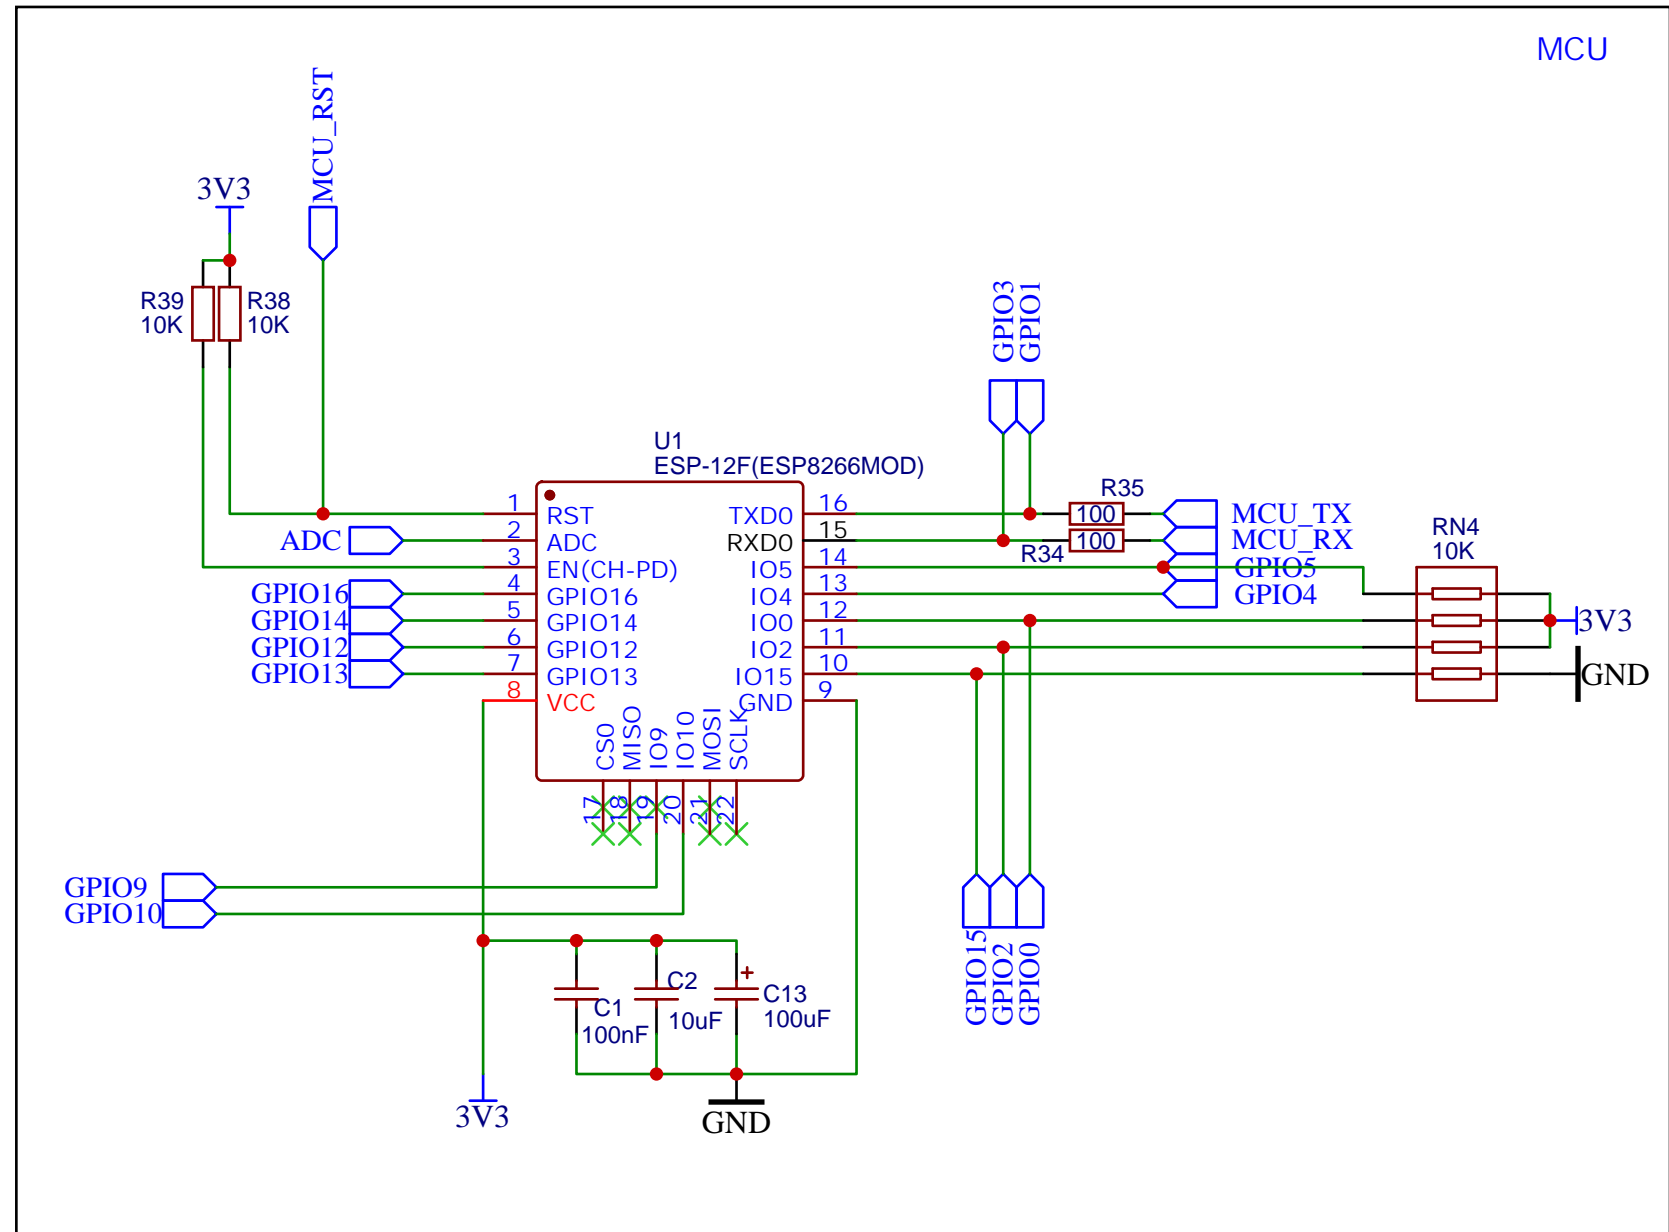 MCU
MCU_RST
3V3
R39
10K
R38
10K
GPIO3
GPIO1
U1
ESP-12F(ESP8266MOD)
R35
100
MCU_TX
R34
100
MCU_RX
GPIO5
GPIO4
RN4
10K
3V3
GND
ADC
GPIO16
GPIO14
GPIO12
GPIO13
1
RST
2
ADC
3
EN(CH-PD)
4
GPIO16
5
GPIO14
6
GPIO12
7
GPIO13
8
VCC
16
TXD0
15
RXD0
14
IO5
13
IO4
12
IO0
11
IO2
10
IO15
9
GND
CS0
MISO
IO9
IO10
MOSI
SCLK
17
18
19
20
21
22
GPIO9
GPIO10
C1
100nF
C2
10uF
+
C13
100uF
3V3
GND
GPIO15
GPIO2
GPIO0